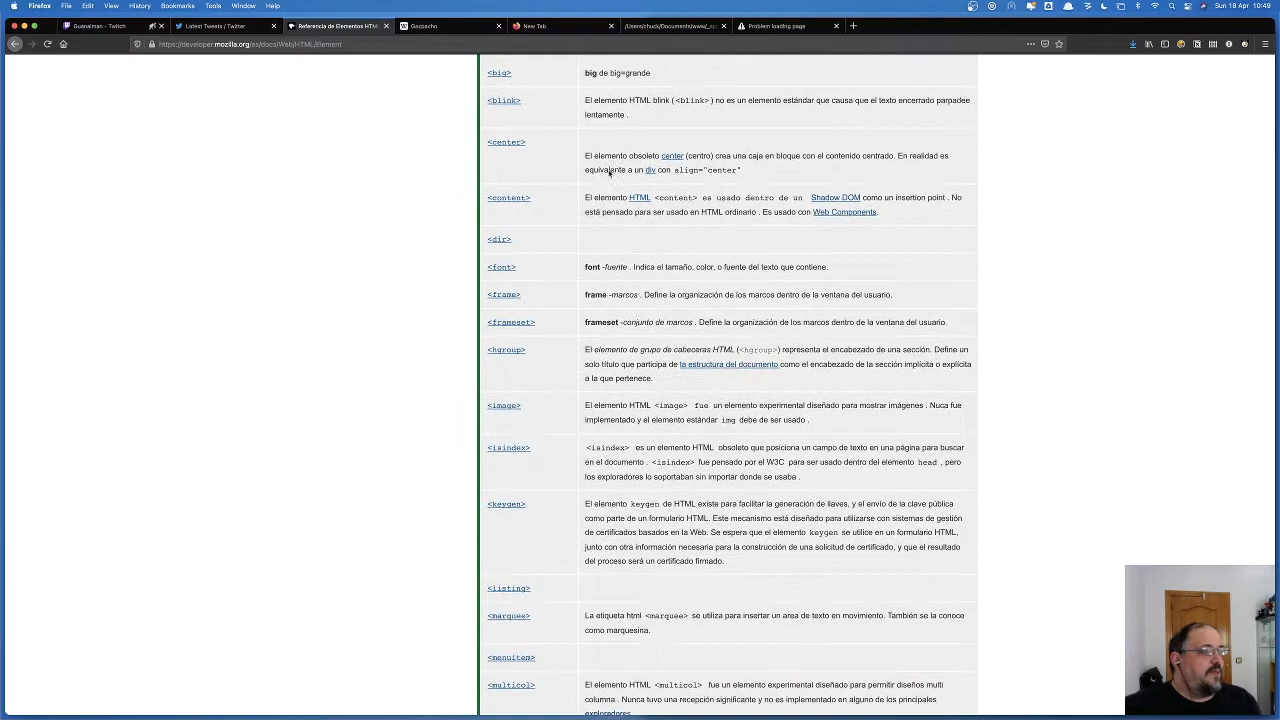 Firefox File Edit View History Bookmarks Tools Window Help
Sun 18 Apr 10:49
Guanaiman - Twitch
Latest Tweets / Twitter
Referencia de Elementos HTM
Gazpacho
New Tab
/Users/chuck/Documents/www/_sp
Problem loading page
https://developer.mozilla.org/es/docs/Web/HTML/Element
<big> big de big=grande
<blink> El elemento HTML blink ( <blink> ) no es un elemento estándar que causa que el texto encerrado parpadee
lentamente .
<center>
El elemento obsoleto center (centro) crea una caja en bloque con el contenido centrado. En realidad es
equivalente a un div con align="center"
<content> El elemento HTML <content> es usado dentro de un Shadow DOM como un insertion point . No
está pensado para ser usado en HTML ordinario . Es usado con Web Components.
<dir>
<font> font -fuente . Indica el tamaño, color, o fuente del texto que contiene.
<frame> frame -marcos . Define la organización de los marcos dentro de la ventana del usuario.
<frameset> frameset -conjunto de marcos . Define la organización de los marcos dentro de la ventana del usuario.
<hgroup> El elemento de grupo de cabeceras HTML (<hgroup>) representa el encabezado de una sección. Define un
solo título que participa de la estructura del documento como el encabezado de la sección implícita o explícita
a la que pertenece.
<image> El elemento HTML <image> fue un elemento experimental diseñado para mostrar imágenes . Nuca fue
implementado y el elemento estándar img debe de ser usado .
<isindex> <isindex> es un elemento HTML obsoleto que posiciona un campo de texto en una página para buscar
en el documento . <isindex> fue pensado por el W3C para ser usado dentro del elemento head , pero
los exploradores lo soportaban sin importar donde se usaba .
<keygen> El elemento keygen de HTML existe para facilitar la generación de llaves, y el envío de la clave pública
como parte de un formulario HTML. Este mecanismo está diseñado para utilizarse con sistemas de gestión
de certificados basados en la Web. Se espera que el elemento keygen se utilice en un formulario HTML,
junto con otra información necesaria para la construcción de una solicitud de certificado, y que el resultado
del proceso será un certificado firmado.
<listing>
<marquee> La etiqueta html <marquee> se utiliza para insertar un area de texto en movimiento. También se la conoce
como marquesina.
<menuitem>
<multicol> El elemento HTML <multicol> fue un elemento experimental diseñado para permitir diseños multi
columna . Nunca tuvo una recepción significativa y no es implementado en alguno de los principales
exploradores